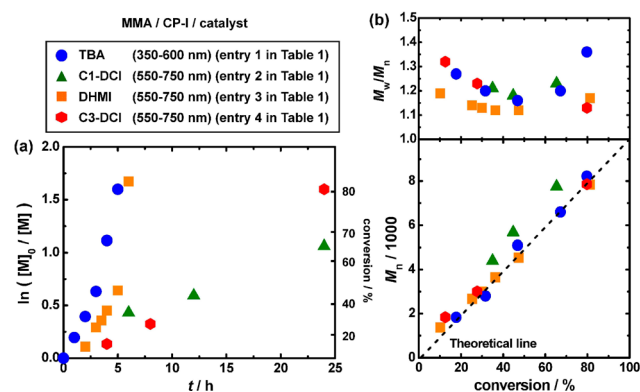 MMA / CP-I / catalyst
TBA (350-600 nm) (entry 1 in Table 1)
C1-DCI (550-750 nm) (entry 2 in Table 1)
DHMI (550-750 nm) (entry 3 in Table 1)
C3-DCI (550-750 nm) (entry 4 in Table 1)
(a)
ln ( [M]0 / [M] )
2.0
1.5
1.0
0.5
0.0
80
70
60
40
20
conversion / %
0 5 10 15 20 25
t / h
(b)
Mw/Mn
1.5
1.4
1.3
1.2
1.1
Mn / 1000
8
6
4
2
0
Theoretical line
0 20 40 60 80 100
conversion / %